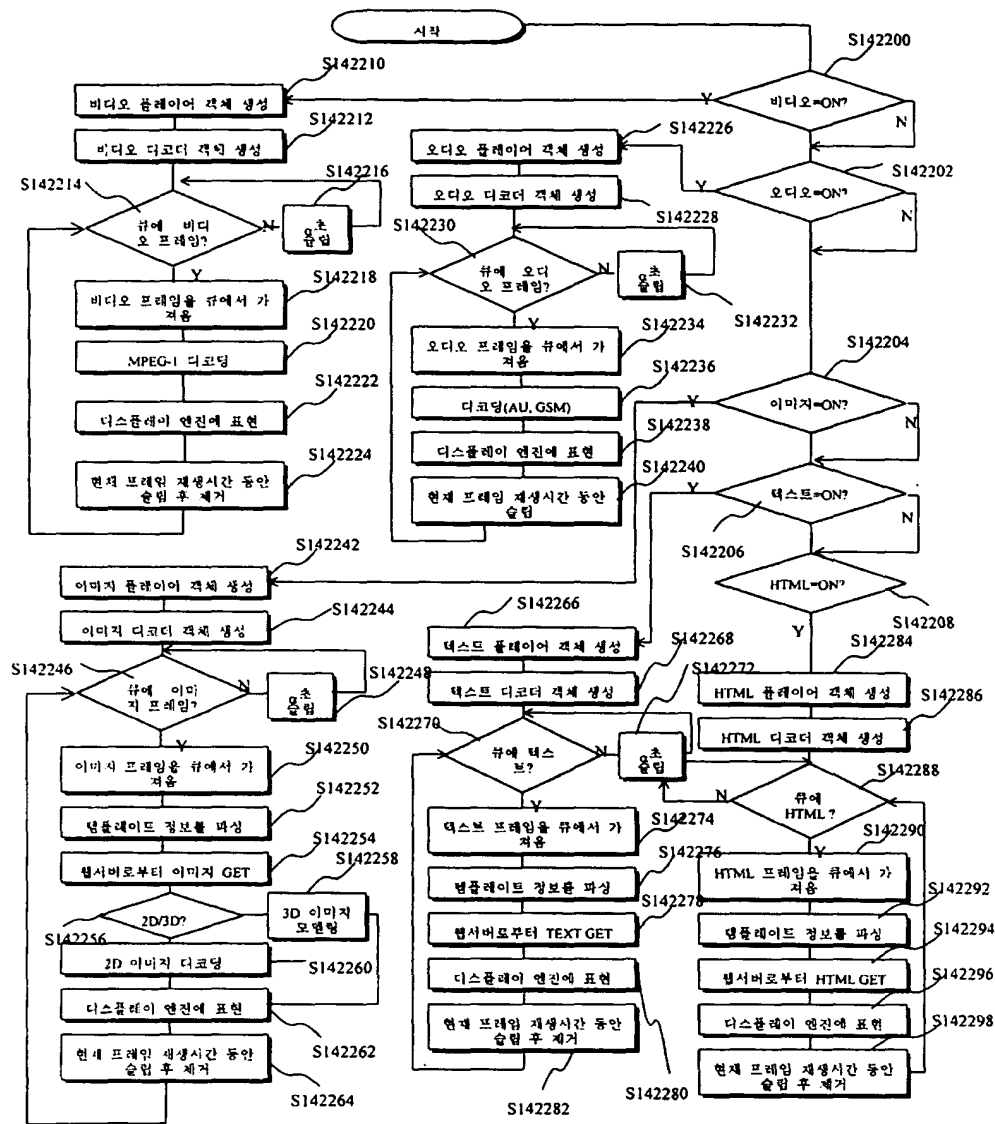 시작
S142200
비디오=ON?
Y
N
S142210
비디오 플레이어 객체 생성
S142212
비디오 디코더 객체 생성
S142214
S142216
큐에 비디
오 프레임?
N
α초
슬립
Y
S142218
비디오 프레임을 큐에서 가
져옴
S142220
MPEG-1 디코딩
S142222
디스플레이 엔진에 표현
S142224
현재 프레임 재생시간 동안
슬립 후 제거
S142202
오디오=ON?
Y
N
S142226
오디오 플레이어 객체 생성
오디오 디코더 객체 생성
S142228
S142230
큐에 오디
오 프레임?
N
α초
슬립
S142232
Y
S142234
오디오 프레임을 큐에서 가
져옴
S142236
디코딩(AU, GSM)
S142238
디스플레이 엔진에 표현
S142240
현재 프레임 재생시간 동안
슬립
S142204
이미지=ON?
Y
N
텍스트=ON?
Y
N
S142206
HTML=ON?
S142208
Y
S142242
이미지 플레이어 객체 생성
S142244
이미지 디코더 객체 생성
S142246
S142248
큐에 이미
지 프레임?
N
α초
슬립
Y
S142250
이미지 프레임을 큐에서 가
져옴
S142252
템플레이트 정보를 파싱
S142254
웹서버로부터 이미지 GET
S142258
2D/3D?
3D 이미지
모델링
S142256
2D 이미지 디코딩
S142260
디스플레이 엔진에 표현
S142262
현재 프레임 재생시간 동안
슬립 후 제거
S142264
S142266
텍스트 플레이어 객체 생성
S142268
S142272
텍스트 디코더 객체 생성
S142270
큐에 텍스
트?
N
α초
슬립
Y
S142274
텍스트 프레임을 큐에서 가
져옴
S142276
템플레이트 정보를 파싱
S142278
웹서버로부터 TEXT GET
디스플레이 엔진에 표현
현재 프레임 재생시간 동안
슬립 후 제거
S142280
S142282
S142284
HTML 플레이어 객체 생성
S142286
HTML 디코더 객체 생성
S142288
N
큐에
HTML ?
Y
S142290
HTML 프레임을 큐에서 가
져옴
S142292
템플레이트 정보를 파싱
S142294
웹서버로부터 HTML GET
S142296
디스플레이 엔진에 표현
S142298
현재 프레임 재생시간 동안
슬립 후 제거